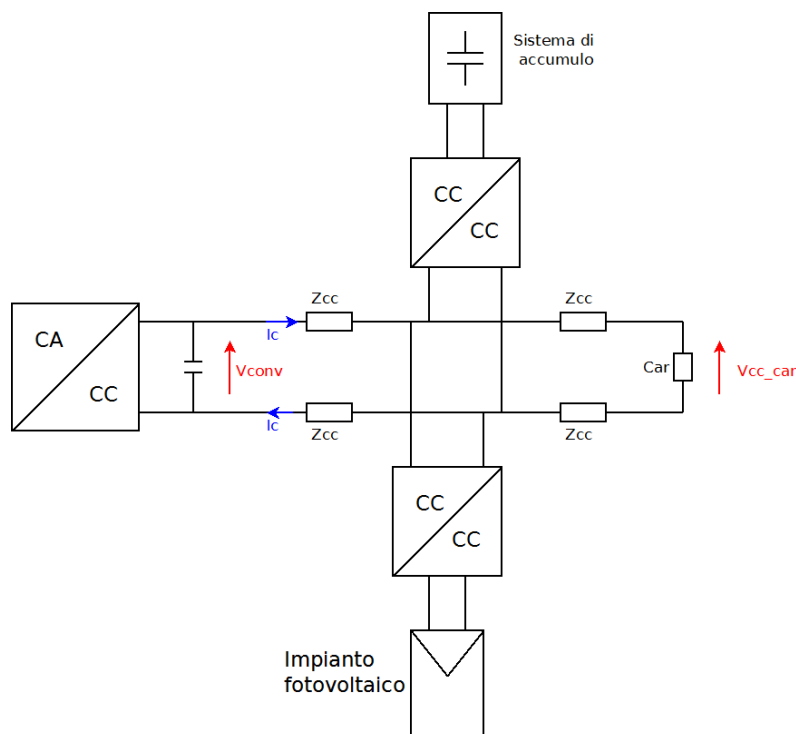 Sistema di
accumulo
CC
CC
Zcc
Zcc
Ic
CA
CC
Vconv
Car
Vcc_car
Ic
Zcc
Zcc
CC
CC
Impianto
fotovoltaico